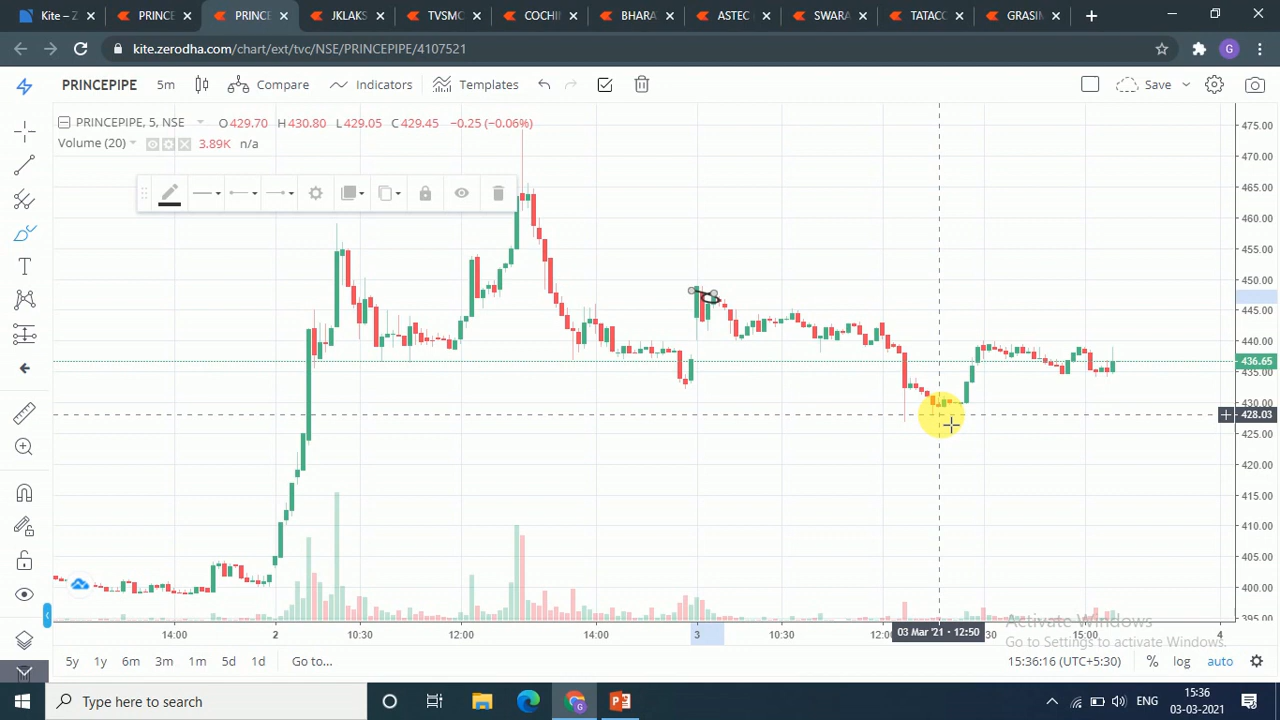 Kite – Z
PRINCE
PRINCE
JKLAKS
TVSMC
COCHII
BHARA
ASTEC
SWARA
TATACC
GRASIM
kite.zerodha.com/chart/ext/tvc/NSE/PRINCEPIPE/4107521
G
PRINCEPIPE 5m Compare Indicators Templates Save
PRINCEPIPE, 5, NSE O429.70 H430.80 L429.05 C429.45 −0.25 (−0.06%)
Volume (20) 3.89K n/a
475.00
470.00
465.00
460.00
455.00
450.00
445.00
440.00
436.65
435.00
430.00
428.03
425.00
420.00
415.00
410.00
405.00
400.00
395.00
14:00 2 10:30 12:00 14:00 3 10:30 12:00 03 Mar '21 · 12:50 :30 15:00 4
Activate Windows
Go to Settings to activate Windows.
5y 1y 6m 3m 1m 5d 1d Go to... 15:36:16 (UTC+5:30) % log auto
Type here to search
G
ENG
15:36
03-03-2021